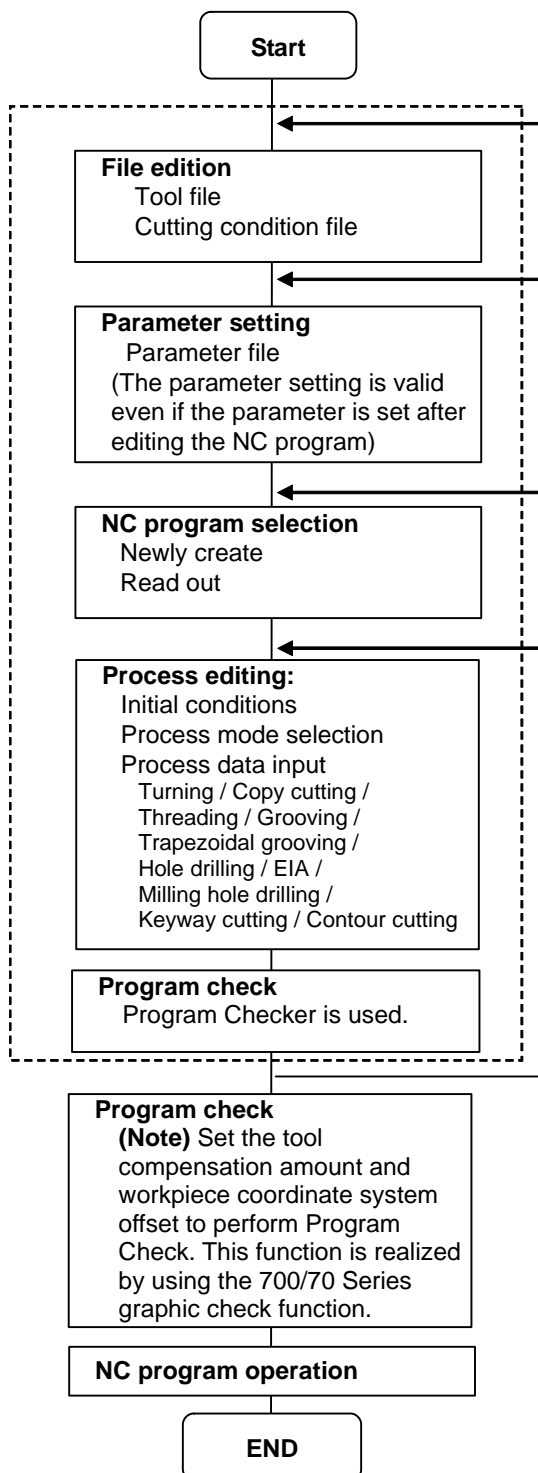 Start
File edition
Tool file
Cutting condition file
Parameter setting
Parameter file
(The parameter setting is valid
even if the parameter is set after
editing the NC program)
NC program selection
Newly create
Read out
Process editing:
Initial conditions
Process mode selection
Process data input
Turning / Copy cutting /
Threading / Grooving /
Trapezoidal grooving /
Hole drilling / EIA /
Milling hole drilling /
Keyway cutting / Contour cutting
Program check
Program Checker is used.
Program check
(Note) Set the tool
compensation amount and
workpiece coordinate system
offset to perform Program
Check. This function is realized
by using the 700/70 Series
graphic check function.
NC program operation
END